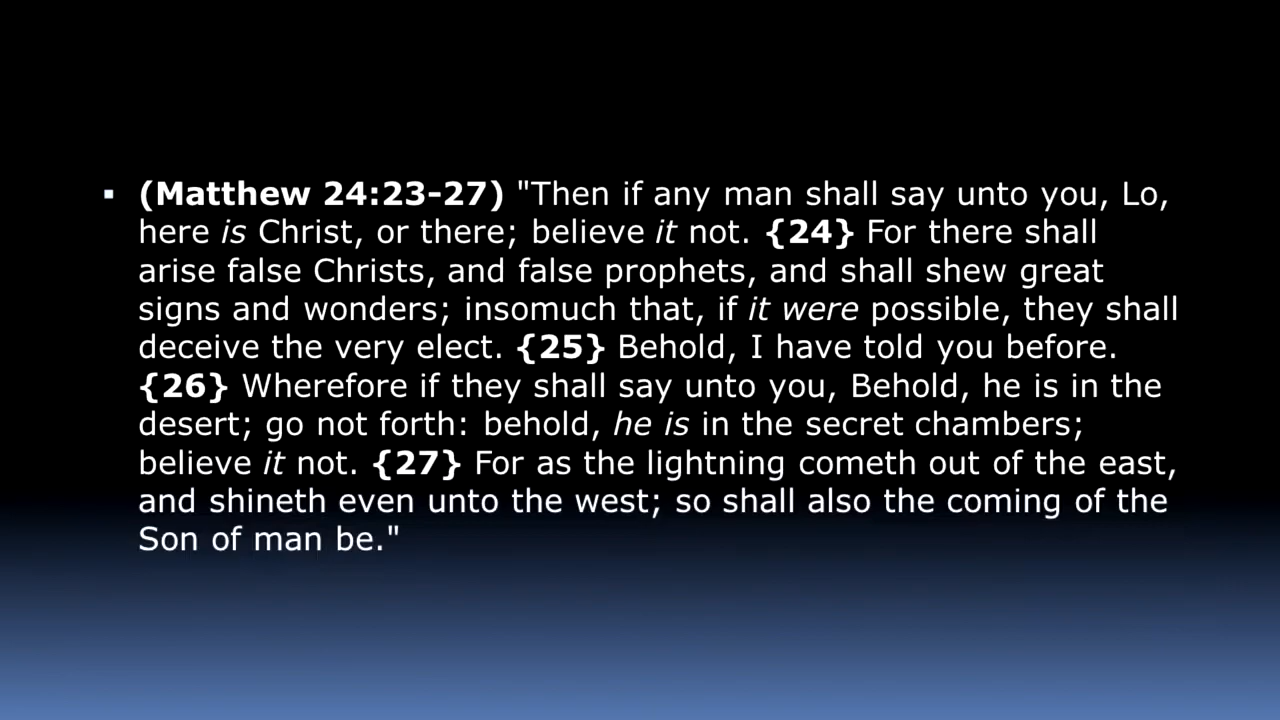 ▪ (Matthew 24:23-27) "Then if any man shall say unto you, Lo,
here is Christ, or there; believe it not. {24} For there shall
arise false Christs, and false prophets, and shall shew great
signs and wonders; insomuch that, if it were possible, they shall
deceive the very elect. {25} Behold, I have told you before.
{26} Wherefore if they shall say unto you, Behold, he is in the
desert; go not forth: behold, he is in the secret chambers;
believe it not. {27} For as the lightning cometh out of the east,
and shineth even unto the west; so shall also the coming of the
Son of man be."